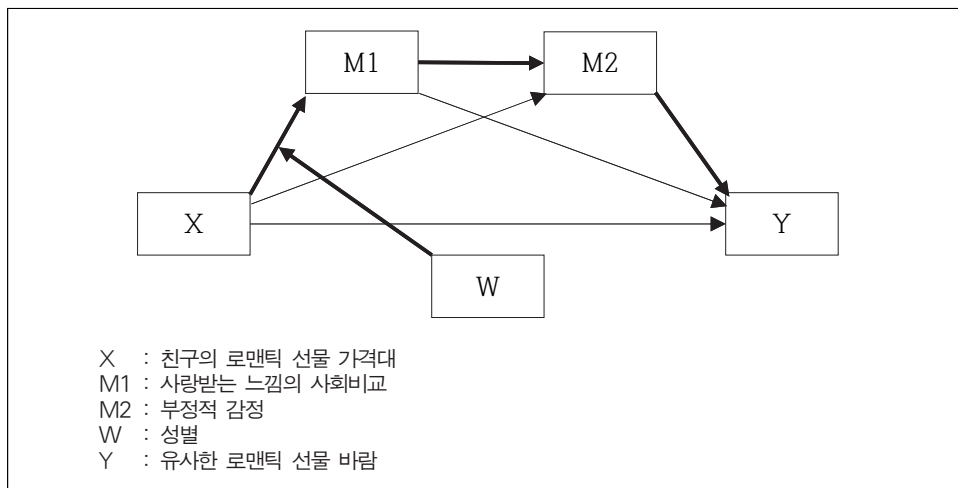 M1
M2
X
Y
W
X : 친구의 로맨틱 선물 가격대
M1 : 사랑받는 느낌의 사회비교
M2 : 부정적 감정
W : 성별
Y : 유사한 로맨틱 선물 바람